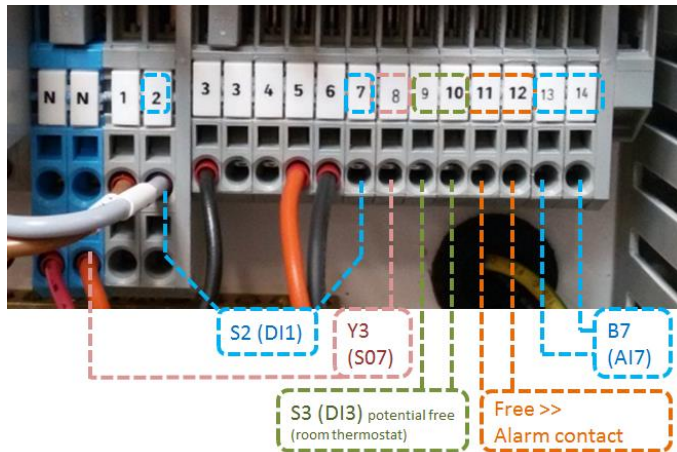 N N 1 2 3 3 4 5 6 7 8 9 10 11 12 13 14
S2 (DI1)
Y3
(S07)
B7
(AI7)
S3 (DI3) potential free
(room thermostat)
Free >>
Alarm contact